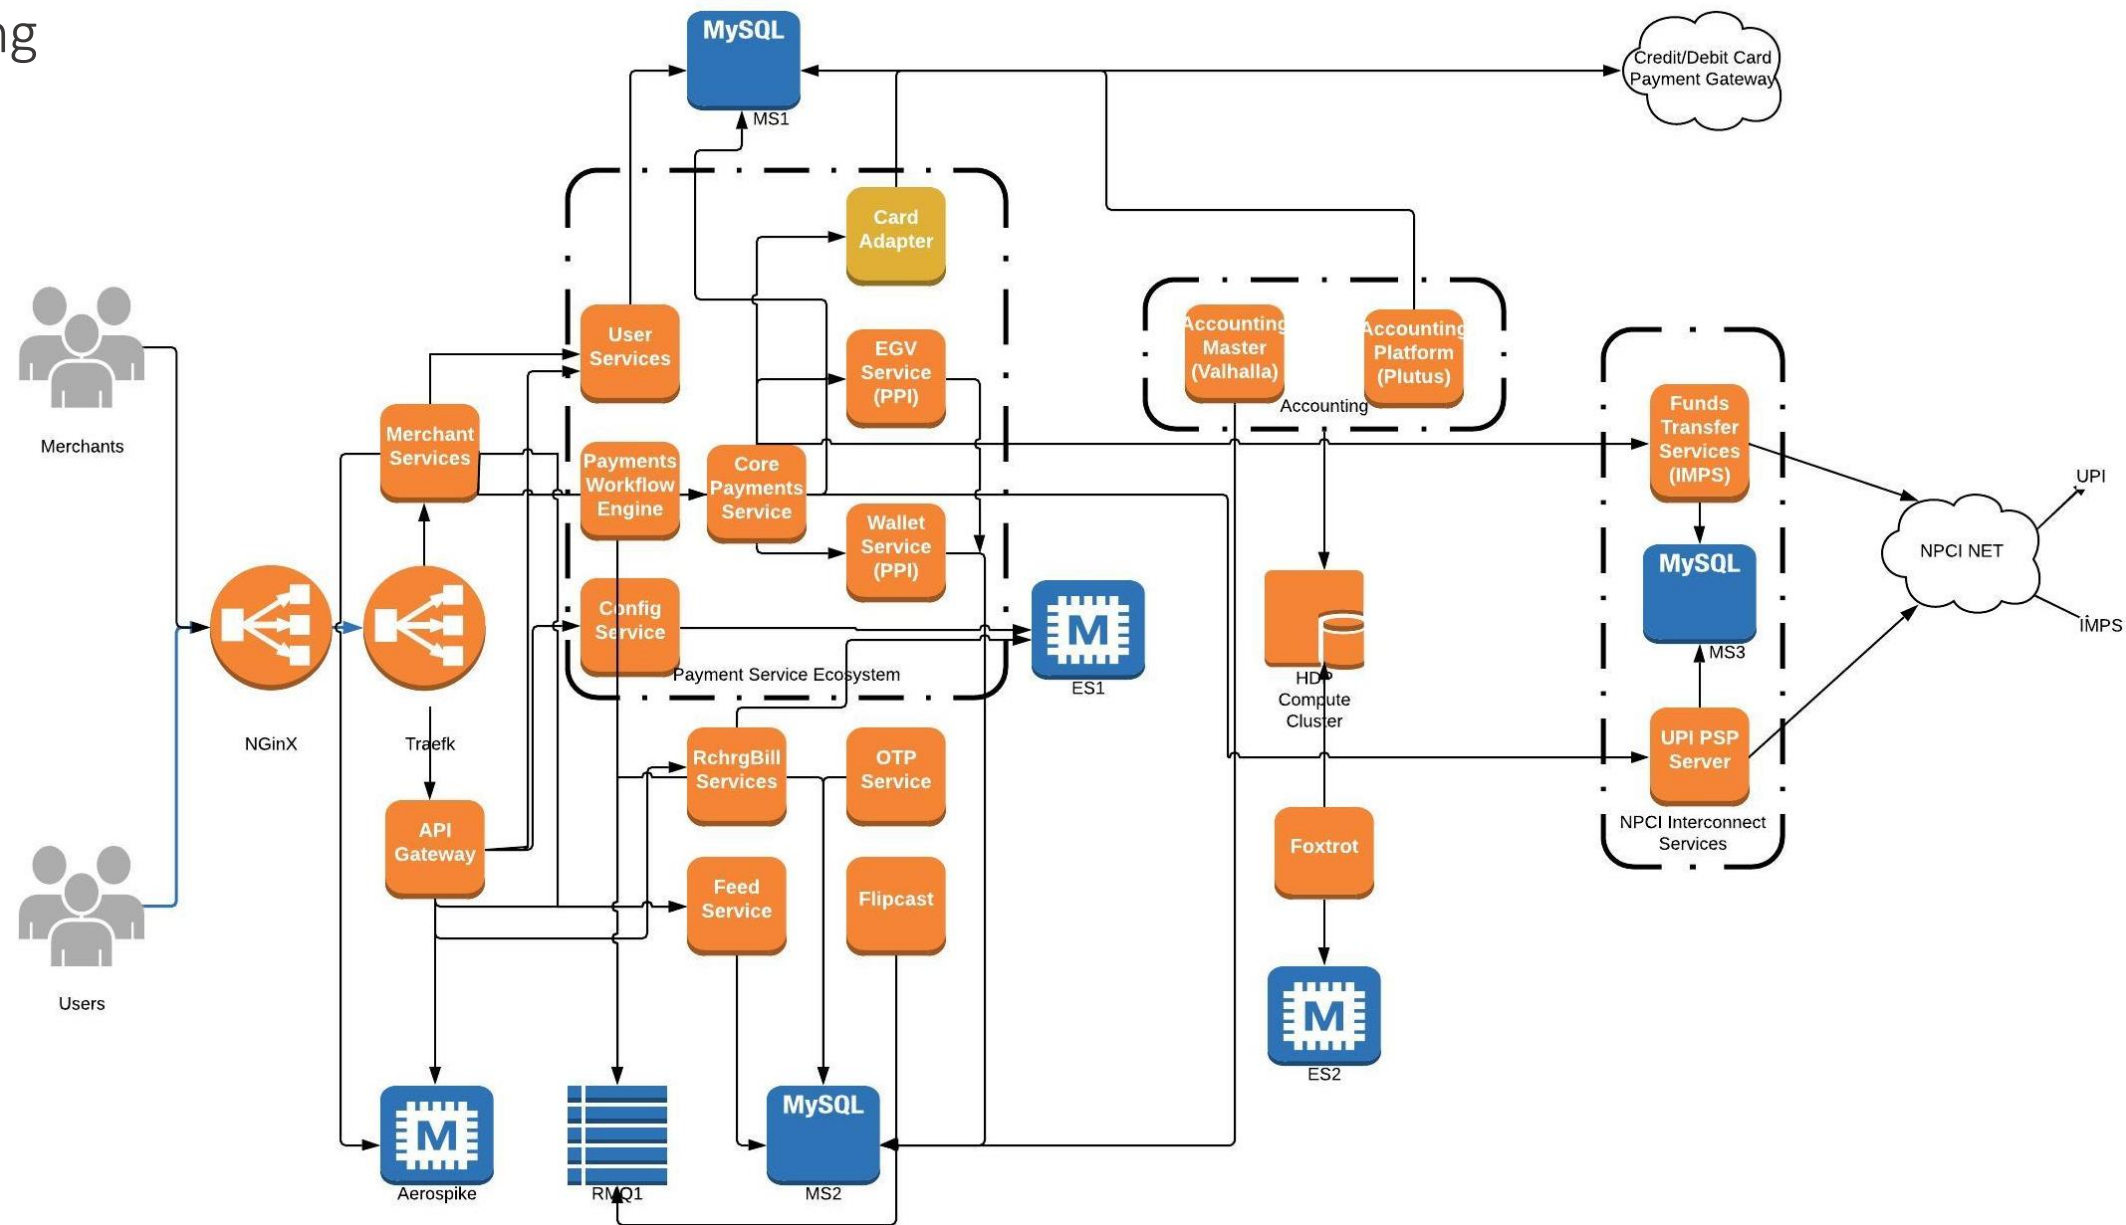 ng
MySQL
MS1
Credit/Debit Card
Payment Gateway
Card
Adapter
User
Services
EGV
Service
(PPI)
Accounting
Master
(Valhalla)
Accounting
Platform
(Plutus)
Accounting
Merchants
Merchant
Services
Payments
Workflow
Engine
Core
Payments
Service
Wallet
Service
(PPI)
Config
Service
Payment Service Ecosystem
M
ES1
HDP
Compute
Cluster
Funds
Transfer
Services
(IMPS)
MySQL
MS3
UPI PSP
Server
NPCI Interconnect
Services
NPCI NET
UPI
IMPS
NGinX
Traefk
API
Gateway
RchrgBill
Services
OTP
Service
Feed
Service
Flipcast
Foxtrot
M
ES2
Users
M
Aerospike
RMQ1
MySQL
MS2